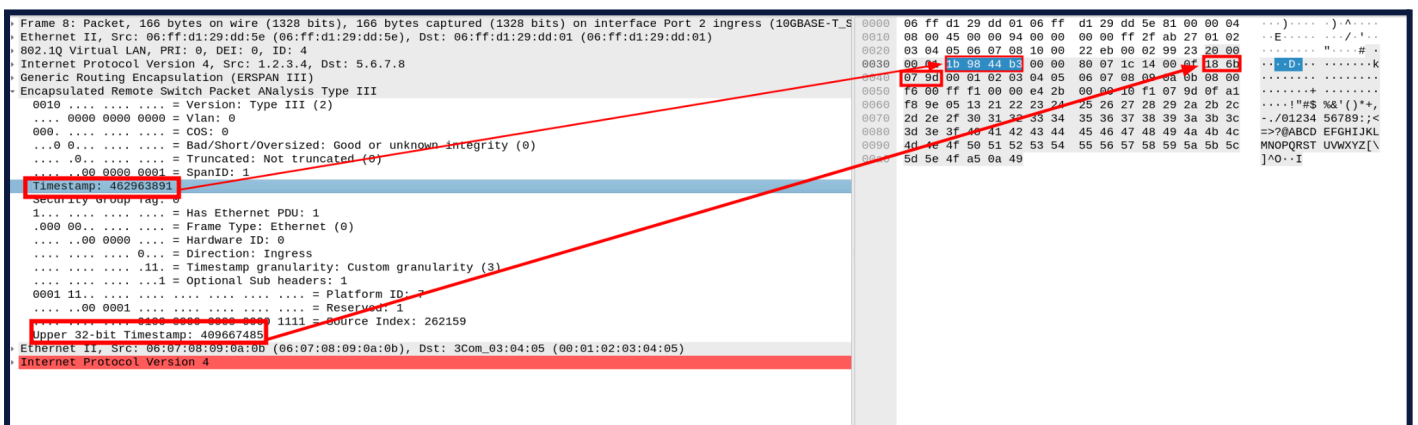 Frame 8: Packet, 166 bytes on wire (1328 bits), 166 bytes captured (1328 bits) on interface Port 2 ingress (10GBASE-T_S
Ethernet II, Src: 06:ff:d1:29:dd:5e (06:ff:d1:29:dd:5e), Dst: 06:ff:d1:29:dd:01 (06:ff:d1:29:dd:01)
802.1Q Virtual LAN, PRI: 0, DEI: 0, ID: 4
Internet Protocol Version 4, Src: 1.2.3.4, Dst: 5.6.7.8
Generic Routing Encapsulation (ERSPAN III)
Encapsulated Remote Switch Packet ANalysis Type III
0010 .... .... .... = Version: Type III (2)
.... 0000 0000 0000 = Vlan: 0
000. .... .... .... = COS: 0
...0 0... .... .... = Bad/Short/Oversized: Good or unknown integrity (0)
.... .0.. .... .... = Truncated: Not truncated (0)
.... ..00 0000 0001 = SpanID: 1
Timestamp: 462963891
Security Group Tag: 0
1... .... .... .... = Has Ethernet PDU: 1
.000 00.. .... .... = Frame Type: Ethernet (0)
.... ..00 0000 .... = Hardware ID: 0
.... .... .... 0... = Direction: Ingress
.... .... .... .11. = Timestamp granularity: Custom granularity (3)
.... .... .... ...1 = Optional Sub headers: 1
0001 11.. .... .... .... .... .... .... = Platform ID: 7
.... ..00 0001 .... .... .... .... .... = Reserved: 1
.... .... .... 0100 0000 0000 0000 1111 = Source Index: 262159
Upper 32-bit Timestamp: 409667485
Ethernet II, Src: 06:07:08:09:0a:0b (06:07:08:09:0a:0b), Dst: 3Com_03:04:05 (00:01:02:03:04:05)
Internet Protocol Version 4
0000 06 ff d1 29 dd 01 06 ff d1 29 dd 5e 81 00 00 04 ···)···· ·)·^····
0010 08 00 45 00 00 94 00 00 00 00 ff 2f ab 27 01 02 ··E····· ···/·'··
0020 03 04 05 06 07 08 10 00 22 eb 00 02 99 23 20 00 ········ "····# ·
0030 00 01 1b 98 44 b3 00 00 80 07 1c 14 00 0f 18 6b ····D··· ·······k
0040 07 9d 00 01 02 03 04 05 06 07 08 09 0a 0b 08 00 ········ ········
0050 f6 00 ff f1 00 00 e4 2b 00 00 10 f1 07 9d 0f a1 ·······+ ········
0060 f8 9e 05 13 21 22 23 24 25 26 27 28 29 2a 2b 2c ····!"#$ %&'()*+,
0070 2d 2e 2f 30 31 32 33 34 35 36 37 38 39 3a 3b 3c -./01234 56789:;<
0080 3d 3e 3f 40 41 42 43 44 45 46 47 48 49 4a 4b 4c =>?@ABCD EFGHIJKL
0090 4d 4e 4f 50 51 52 53 54 55 56 57 58 59 5a 5b 5c MNOPQRST UVWXYZ[\
00a0 5d 5e 4f a5 0a 49 ]^O··I